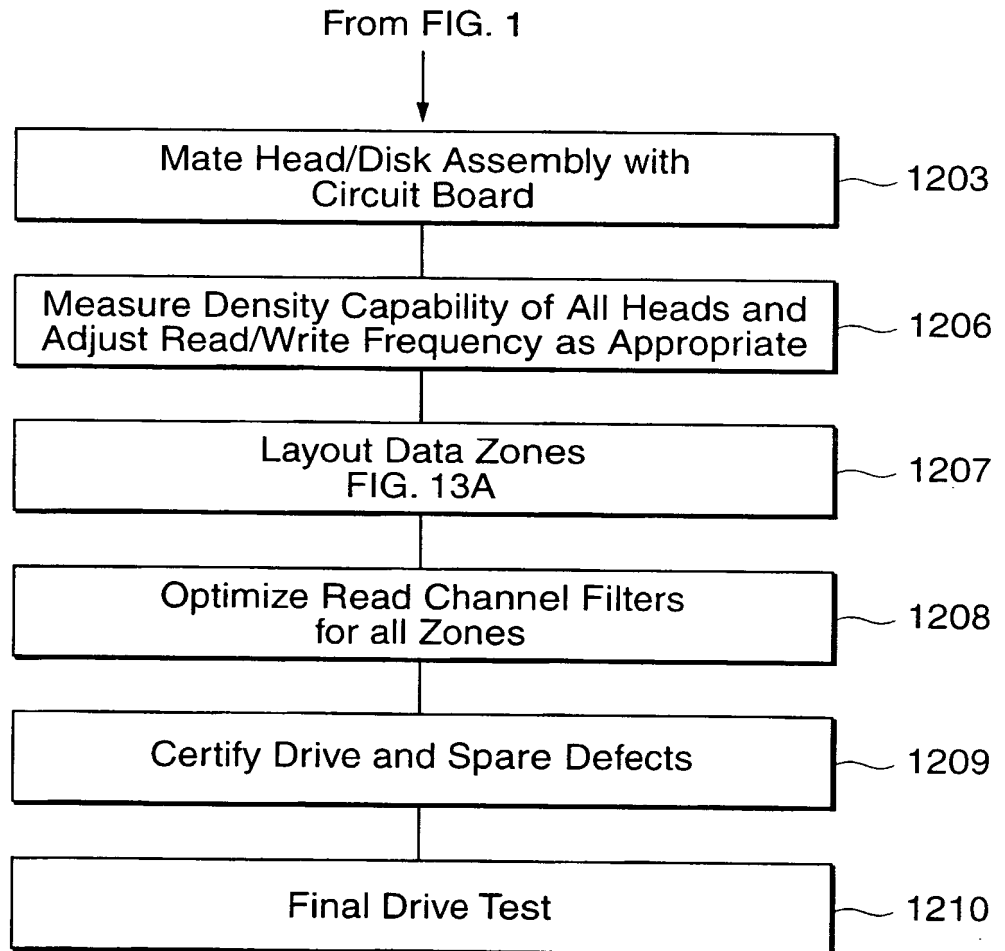 From FIG. 1
Mate Head/Disk Assembly with
Circuit Board
1203
Measure Density Capability of All Heads and
Adjust Read/Write Frequency as Appropriate
1206
Layout Data Zones
FIG. 13A
1207
Optimize Read Channel Filters
for all Zones
1208
Certify Drive and Spare Defects
1209
Final Drive Test
1210